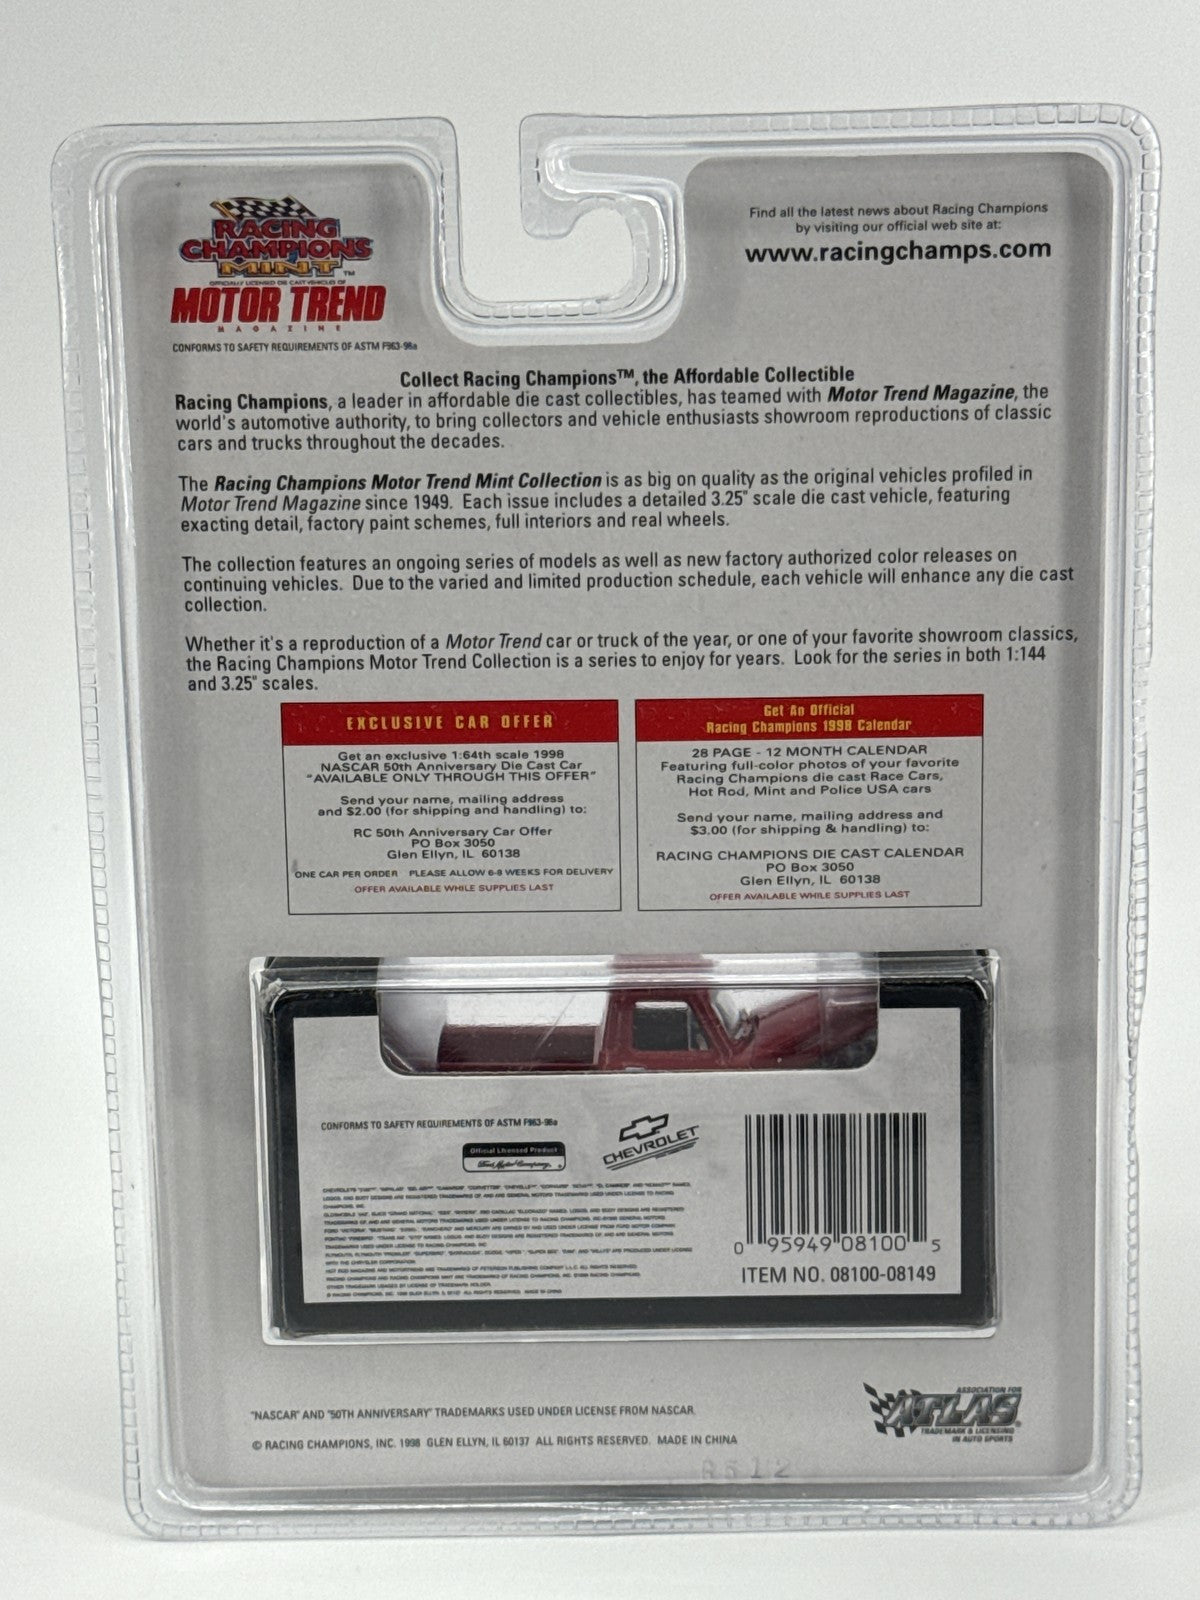 RACING
CHAMPIONS
MINT™
OFFICIALLY LICENSED DIE CAST VEHICLES OF
MOTOR TREND
MAGAZINE
CONFORMS TO SAFETY REQUIREMENTS OF ASTM F963-96a
Find all the latest news about Racing Champions
by visiting our official web site at:
www.racingchamps.com
Collect Racing Champions™, the Affordable Collectible
Racing Champions, a leader in affordable die cast collectibles, has teamed with Motor Trend Magazine, the
world's automotive authority, to bring collectors and vehicle enthusiasts showroom reproductions of classic
cars and trucks throughout the decades.
The Racing Champions Motor Trend Mint Collection is as big on quality as the original vehicles profiled in
Motor Trend Magazine since 1949. Each issue includes a detailed 3.25" scale die cast vehicle, featuring
exacting detail, factory paint schemes, full interiors and real wheels.
The collection features an ongoing series of models as well as new factory authorized color releases on
continuing vehicles. Due to the varied and limited production schedule, each vehicle will enhance any die cast
collection.
Whether it's a reproduction of a Motor Trend car or truck of the year, or one of your favorite showroom classics,
the Racing Champions Motor Trend Collection is a series to enjoy for years. Look for the series in both 1:144
and 3.25" scales.
EXCLUSIVE CAR OFFER
Get an exclusive 1:64th scale 1998
NASCAR 50th Anniversary Die Cast Car
"AVAILABLE ONLY THROUGH THIS OFFER"
Send your name, mailing address
and $2.00 (for shipping and handling) to:
RC 50th Anniversary Car Offer
PO Box 3050
Glen Ellyn, IL 60138
ONE CAR PER ORDER PLEASE ALLOW 6-8 WEEKS FOR DELIVERY
OFFER AVAILABLE WHILE SUPPLIES LAST
Get An Official
Racing Champions 1998 Calendar
28 PAGE - 12 MONTH CALENDAR
Featuring full-color photos of your favorite
Racing Champions die cast Race Cars,
Hot Rod, Mint and Police USA cars
Send your name, mailing address and
$3.00 (for shipping & handling) to:
RACING CHAMPIONS DIE CAST CALENDAR
PO Box 3050
Glen Ellyn, IL 60138
OFFER AVAILABLE WHILE SUPPLIES LAST
CONFORMS TO SAFETY REQUIREMENTS OF ASTM F963-96a
Official Licensed Product
Ford Motor Company
CHEVROLET
0 95949 08100 5
ITEM NO. 08100-08149
"NASCAR" AND "50TH ANNIVERSARY" TRADEMARKS USED UNDER LICENSE FROM NASCAR
© RACING CHAMPIONS, INC. 1998 GLEN ELLYN, IL 60137 ALL RIGHTS RESERVED. MADE IN CHINA
ASSOCIATION FOR
ATLAS
TRADEMARK & LICENSING
IN AUTO SPORTS